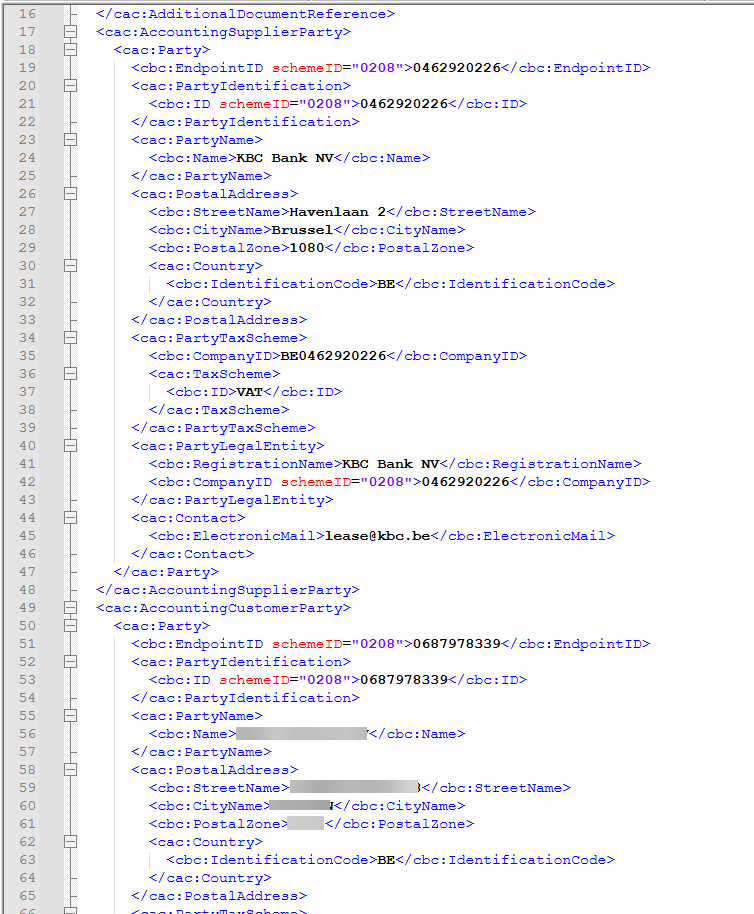 16 </cac:AdditionalDocumentReference>
17 <cac:AccountingSupplierParty>
18 <cac:Party>
19 <cbc:EndpointID schemeID="0208">0462920226</cbc:EndpointID>
20 <cac:PartyIdentification>
21 <cbc:ID schemeID="0208">0462920226</cbc:ID>
22 </cac:PartyIdentification>
23 <cac:PartyName>
24 <cbc:Name>KBC Bank NV</cbc:Name>
25 </cac:PartyName>
26 <cac:PostalAddress>
27 <cbc:StreetName>Havenlaan 2</cbc:StreetName>
28 <cbc:CityName>Brussel</cbc:CityName>
29 <cbc:PostalZone>1080</cbc:PostalZone>
30 <cac:Country>
31 <cbc:IdentificationCode>BE</cbc:IdentificationCode>
32 </cac:Country>
33 </cac:PostalAddress>
34 <cac:PartyTaxScheme>
35 <cbc:CompanyID>BE0462920226</cbc:CompanyID>
36 <cac:TaxScheme>
37 <cbc:ID>VAT</cbc:ID>
38 </cac:TaxScheme>
39 </cac:PartyTaxScheme>
40 <cac:PartyLegalEntity>
41 <cbc:RegistrationName>KBC Bank NV</cbc:RegistrationName>
42 <cbc:CompanyID schemeID="0208">0462920226</cbc:CompanyID>
43 </cac:PartyLegalEntity>
44 <cac:Contact>
45 <cbc:ElectronicMail>lease@kbc.be</cbc:ElectronicMail>
46 </cac:Contact>
47 </cac:Party>
48 </cac:AccountingSupplierParty>
49 <cac:AccountingCustomerParty>
50 <cac:Party>
51 <cbc:EndpointID schemeID="0208">0687978339</cbc:EndpointID>
52 <cac:PartyIdentification>
53 <cbc:ID schemeID="0208">0687978339</cbc:ID>
54 </cac:PartyIdentification>
55 <cac:PartyName>
56 <cbc:Name></cbc:Name>
57 </cac:PartyName>
58 <cac:PostalAddress>
59 <cbc:StreetName></cbc:StreetName>
60 <cbc:CityName></cbc:CityName>
61 <cbc:PostalZone></cbc:PostalZone>
62 <cac:Country>
63 <cbc:IdentificationCode>BE</cbc:IdentificationCode>
64 </cac:Country>
65 </cac:PostalAddress>
66 <cac:PartyTaxScheme>